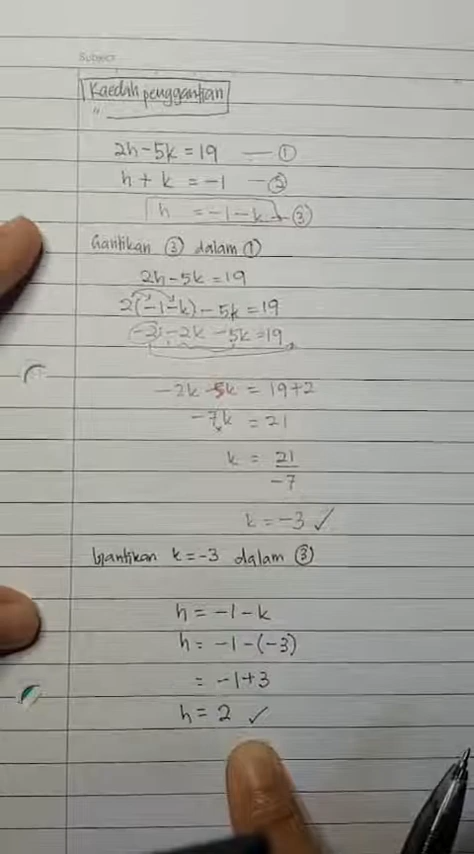 Subject
Kaedah penggantian
"
2h - 5k = 19 — ①
h + k = -1 — ②
h = -1 - k — ③
Gantikan ③ dalam ①
2h - 5k = 19
2(-1 - k) - 5k = 19
-2 - 2k - 5k = 19
-2k - 5k = 19 + 2
-7k = 21
k = 21/-7
k = -3 ✓
Gantikan k = -3 dalam ③
h = -1 - k
h = -1 - (-3)
= -1 + 3
h = 2 ✓